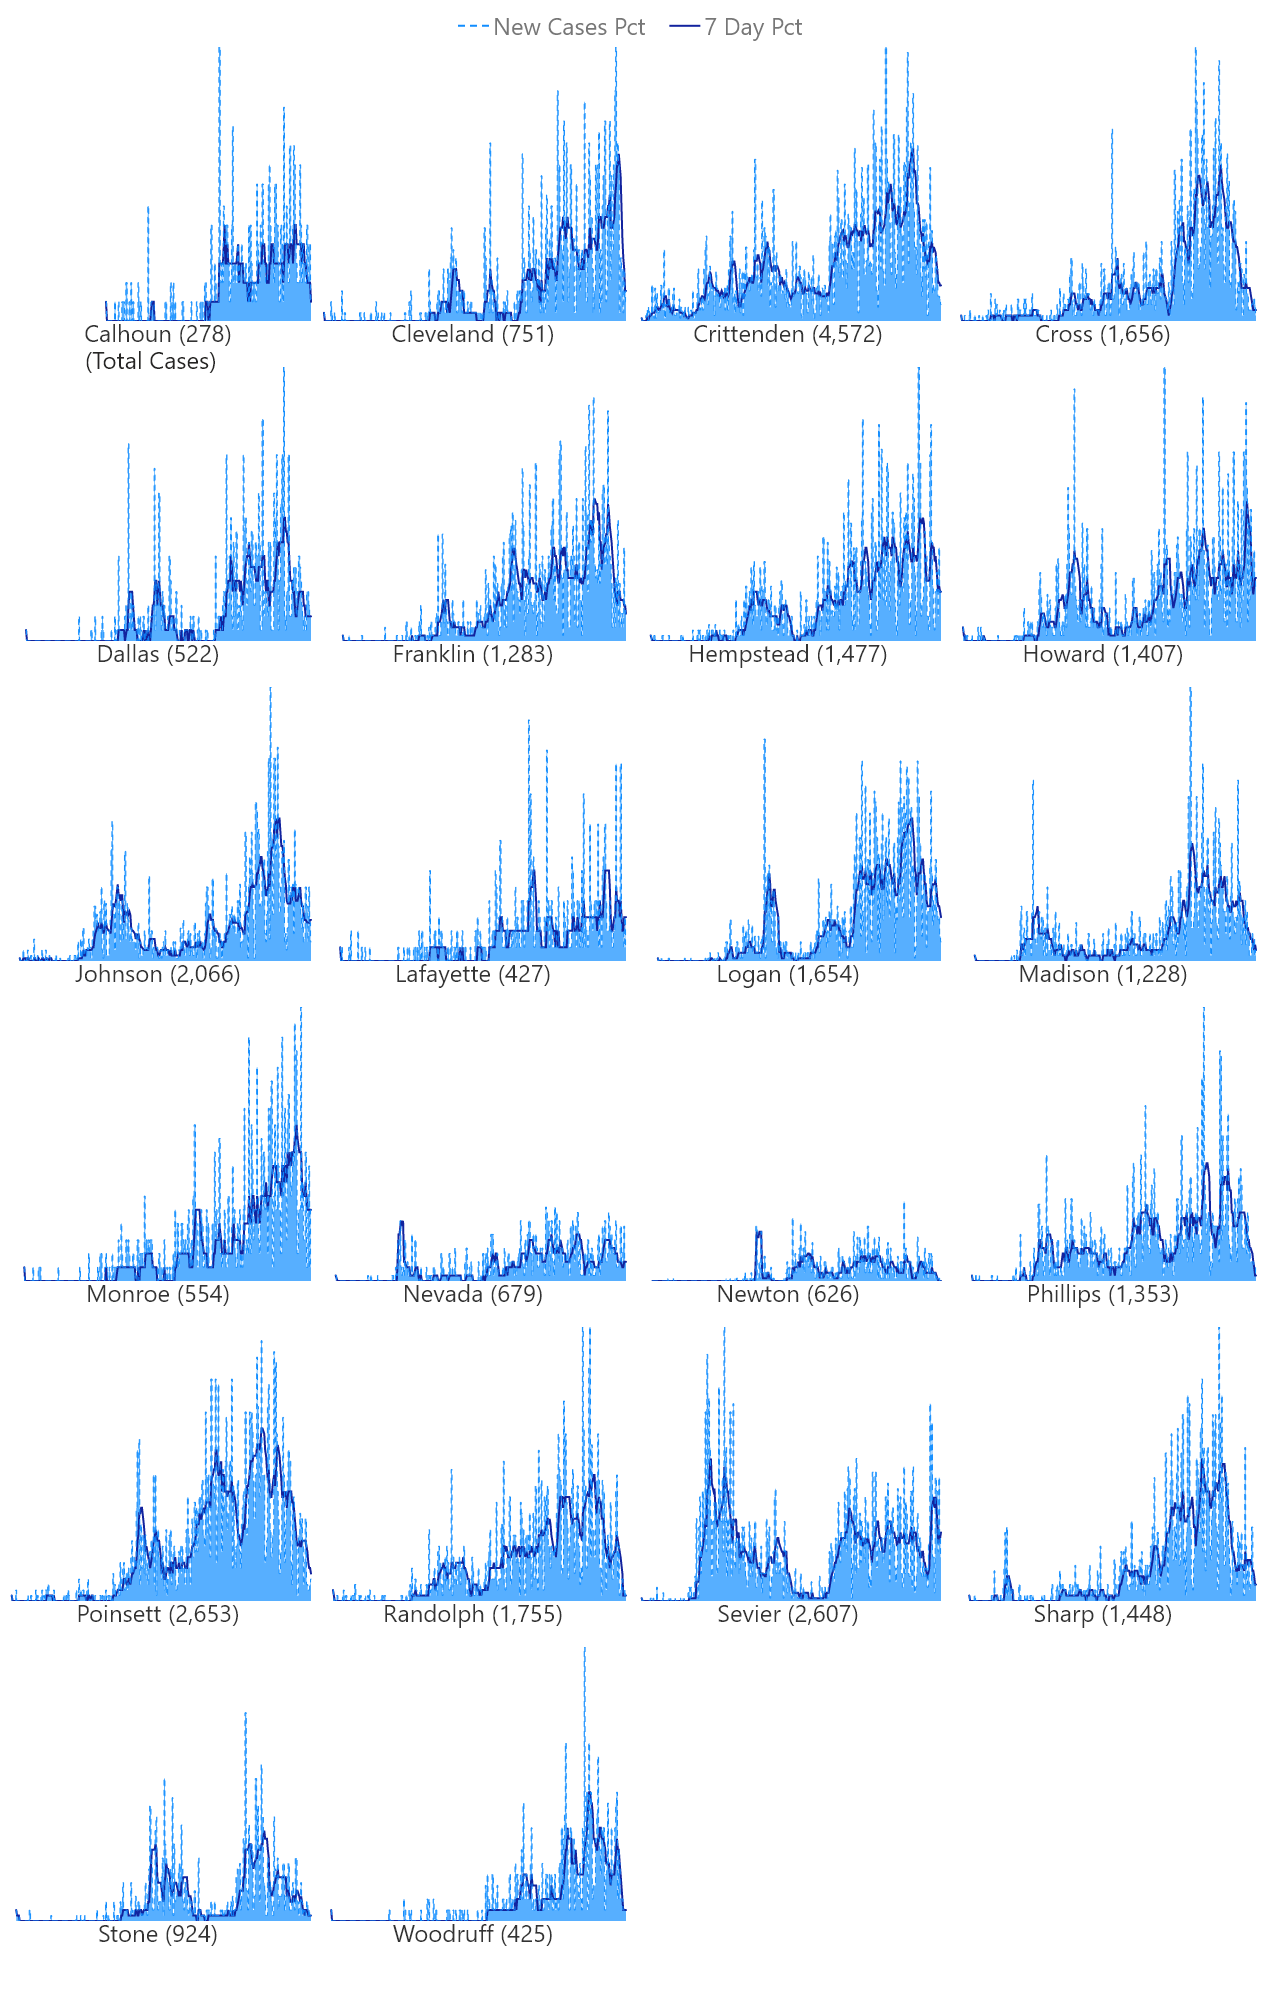 New Cases Pct 7 Day Pct
Calhoun (278) Cleveland (751) Crittenden (4,572) Cross (1,656)
(Total Cases)
Dallas (522) Franklin (1,283) Hempstead (1,477) Howard (1,407)
Johnson (2,066) Lafayette (427) Logan (1,654) Madison (1,228)
Monroe (554) Nevada (679) Newton (626) Phillips (1,353)
Poinsett (2,653) Randolph (1,755) Sevier (2,607) Sharp (1,448)
Stone (924) Woodruff (425)